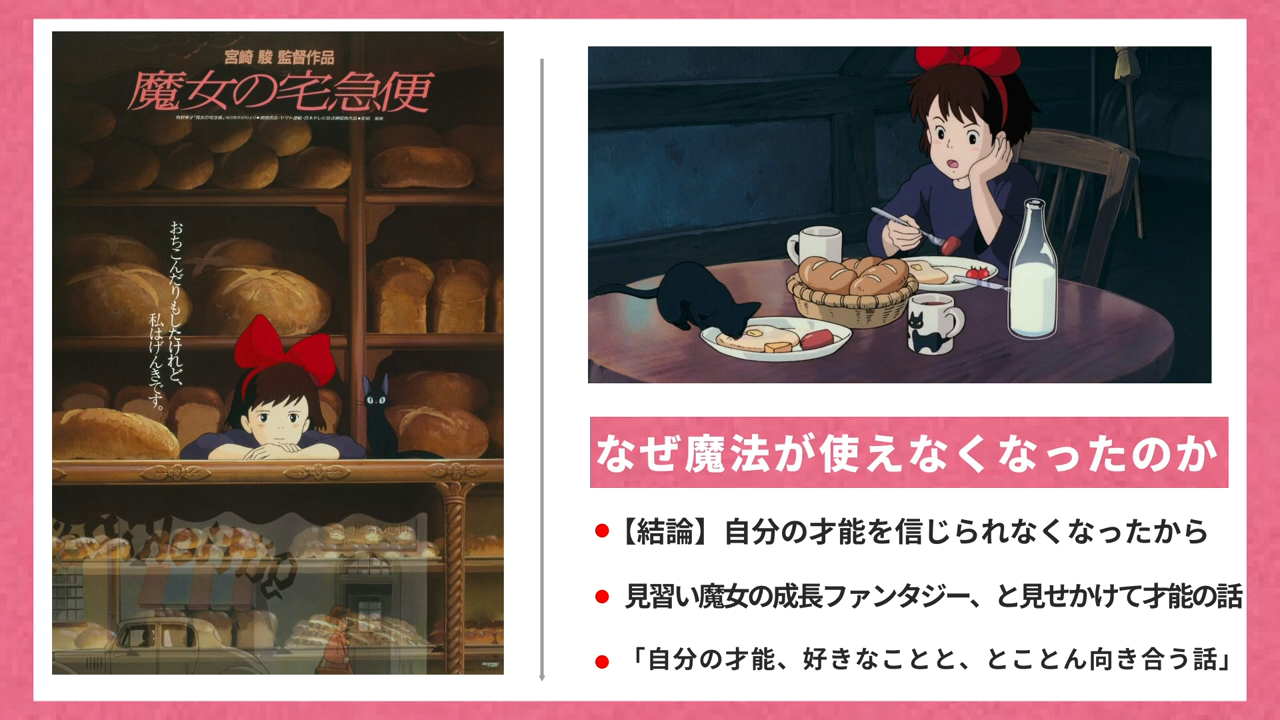 宮崎 駿 監督作品
魔女の宅急便
おちこんだりもしたけれど、
私はげんきです。
なぜ魔法が使えなくなったのか
【結論】自分の才能を信じられなくなったから
見習い魔女の成長ファンタジー、と見せかけて才能の話
「自分の才能、好きなことと、とことん向き合う話」